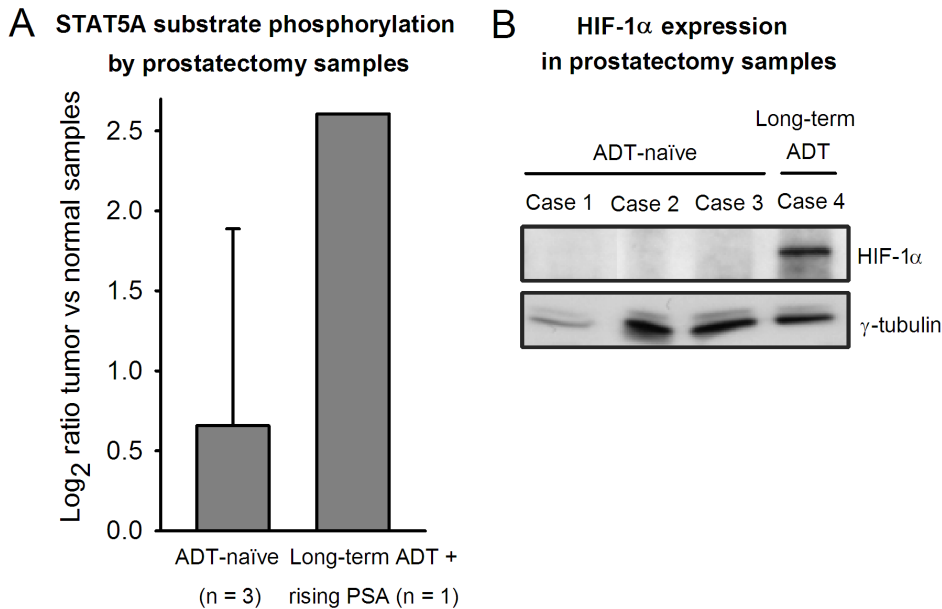 A
STAT5A substrate phosphorylation
by prostatectomy samples
Log2 ratio tumor vs normal samples
2.5
2.0
1.5
1.0
0.5
0.0
ADT-naïve
(n = 3)
Long-term ADT +
rising PSA (n = 1)
B
HIF-1α expression
in prostatectomy samples
ADT-naïve
Long-term
ADT
Case 1 Case 2 Case 3 Case 4
HIF-1α
γ-tubulin